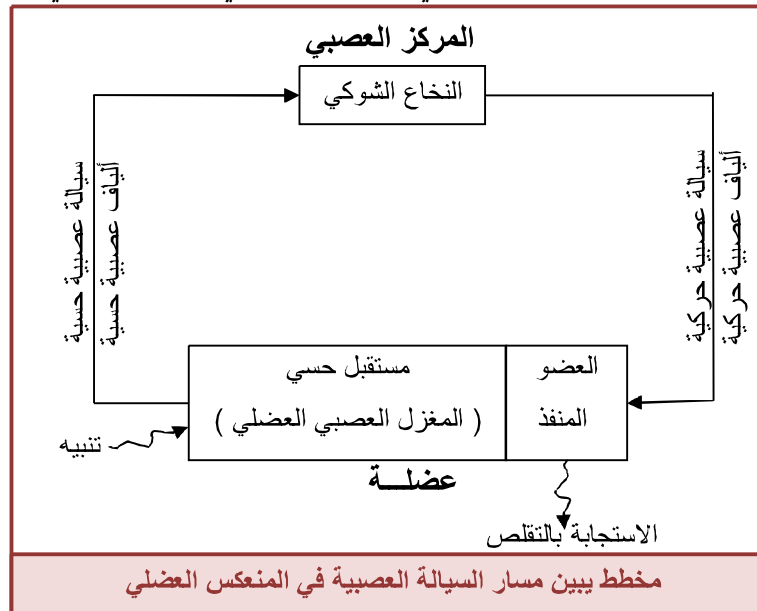 المركز العصبي
النخاع الشوكي
سيالة عصبية حسية
ألياف عصبية حسية
سيالة عصبية حركية
ألياف عصبية حركية
مستقبل حسي
( المغزل العصبي العضلي )
العضو
المنفذ
تنبيه
عضلـــة
الاستجابة بالتقلص
مخطط يبين مسار السيالة العصبية في المنعكس العضلي